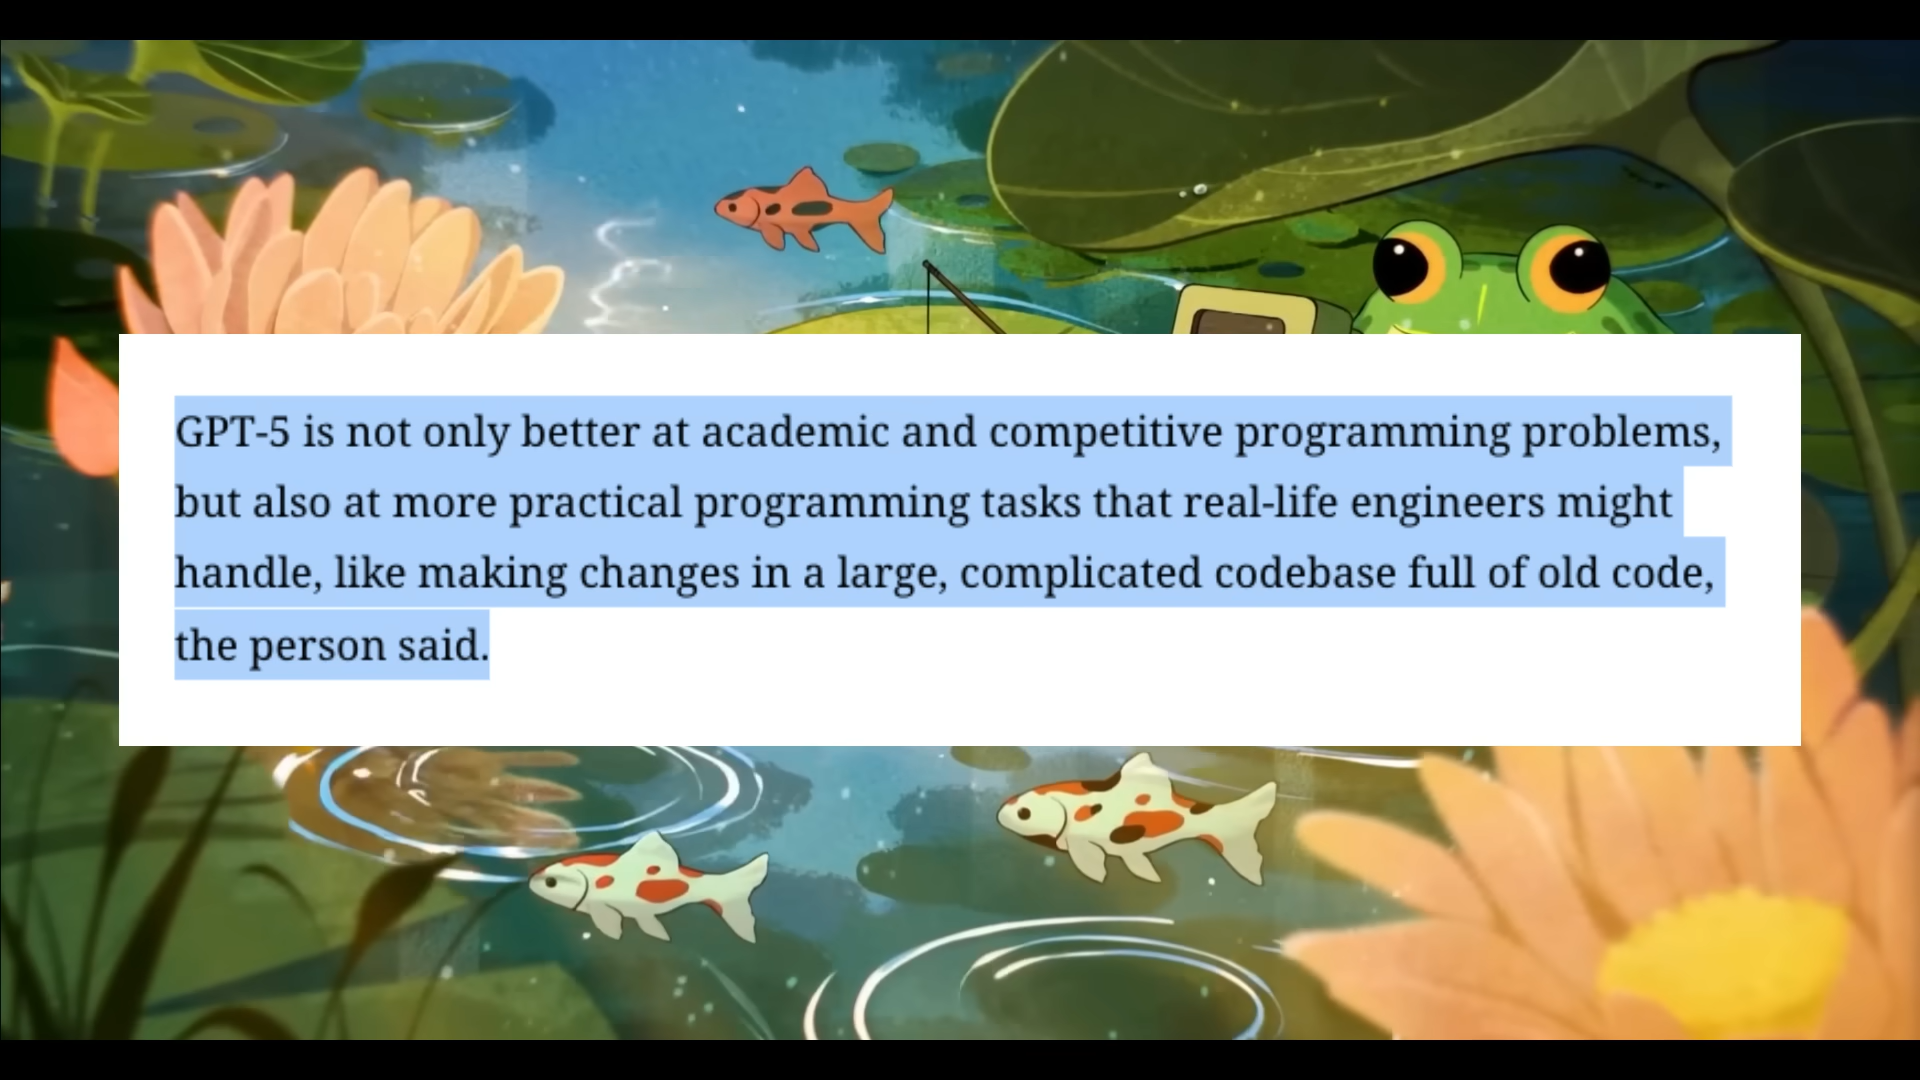 GPT-5 is not only better at academic and competitive programming problems,
but also at more practical programming tasks that real-life engineers might
handle, like making changes in a large, complicated codebase full of old code,
the person said.